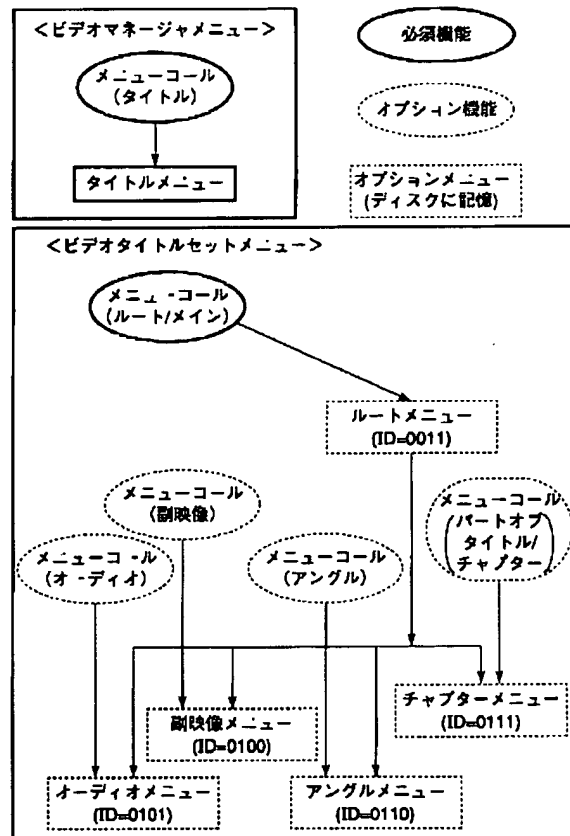 <ビデオマネージャメニュー>
メニューコール
(タイトル)
タイトルメニュー
必須機能
オプション機能
オプションメニュー
(ディスクに記憶)
<ビデオタイトルセットメニュー>
メニューコール
(ルート/メイン)
ルートメニュー
(ID=0011)
メニューコール
(副映像)
メニューコール
(オーディオ)
メニューコール
(アングル)
メニューコール
(パートオブ
タイトル/
チャプター)
副映像メニュー
(ID=0100)
チャプターメニュー
(ID=0111)
オーディオメニュー
(ID=0101)
アングルメニュー
(ID=0110)